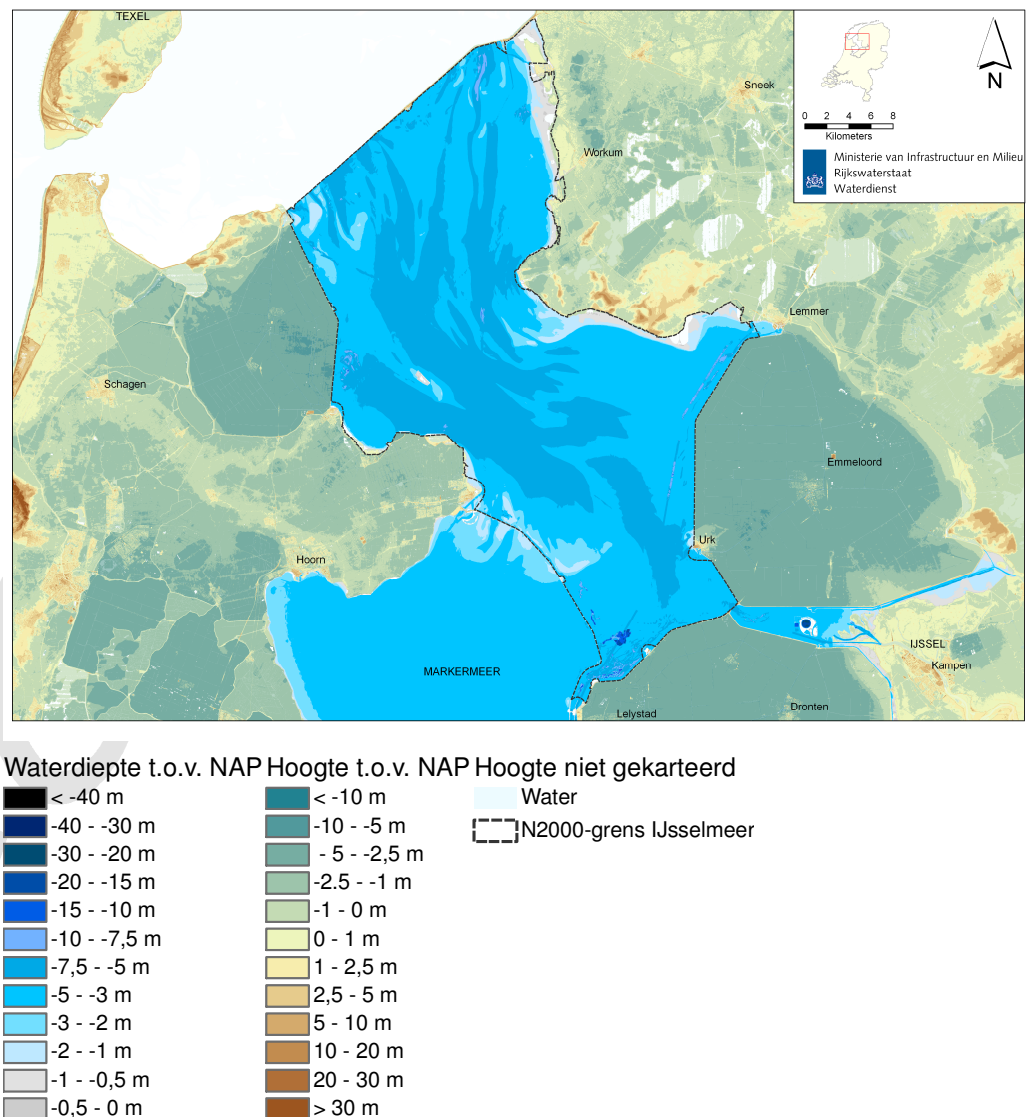 TEXEL
Sneek
N
0 2 4 6 8
Kilometers
Ministerie van Infrastructuur en Milieu
Rijkswaterstaat
Waterdienst
Workum
Lemmer
Schagen
Emmeloord
Urk
Hoorn
IJSSEL
Kampen
MARKERMEER
Lelystad
Dronten
Waterdiepte t.o.v. NAP
< -40 m
-40 - -30 m
-30 - -20 m
-20 - -15 m
-15 - -10 m
-10 - -7,5 m
-7,5 - -5 m
-5 - -3 m
-3 - -2 m
-2 - -1 m
-1 - -0,5 m
-0,5 - 0 m
Hoogte t.o.v. NAP
< -10 m
-10 - -5 m
- 5 - -2,5 m
-2.5 - -1 m
-1 - 0 m
0 - 1 m
1 - 2,5 m
2,5 - 5 m
5 - 10 m
10 - 20 m
20 - 30 m
> 30 m
Hoogte niet gekarteerd
Water
N2000-grens IJsselmeer